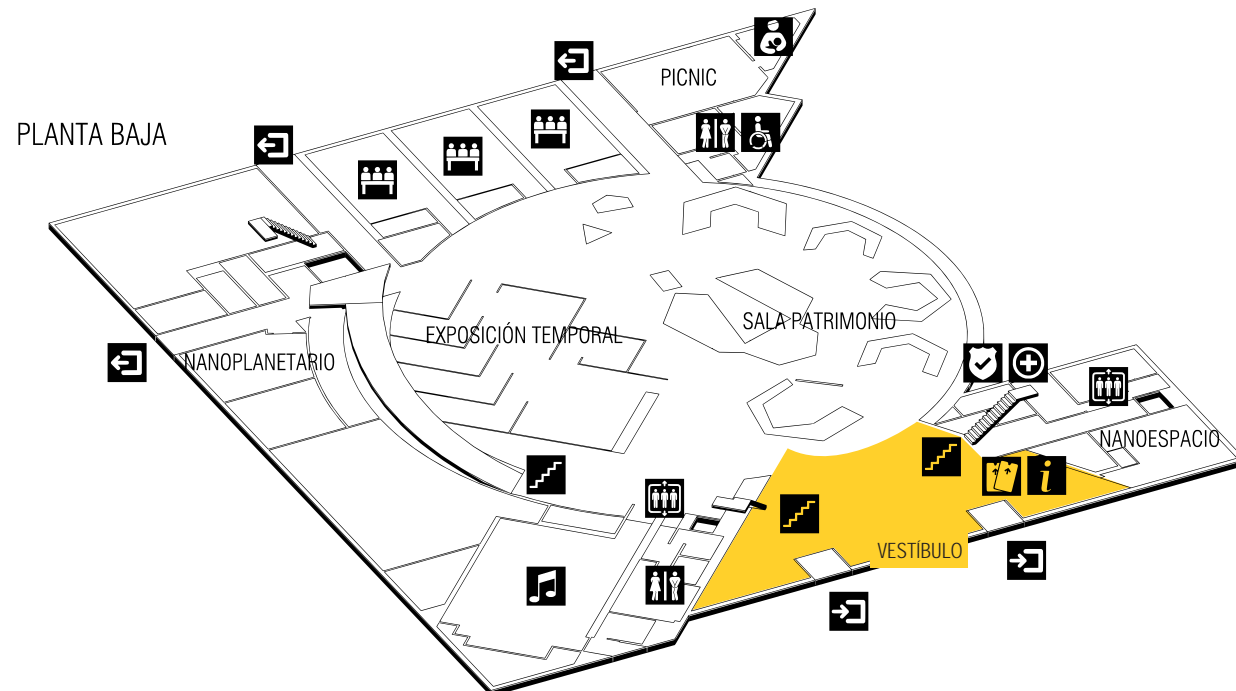 PICNIC
PLANTA BAJA
SALA PATRIMONIO
EXPOSICIÓN TEMPORAL
NANOPLANETARIO
NANOESPACIO
i
VESTÍBULO